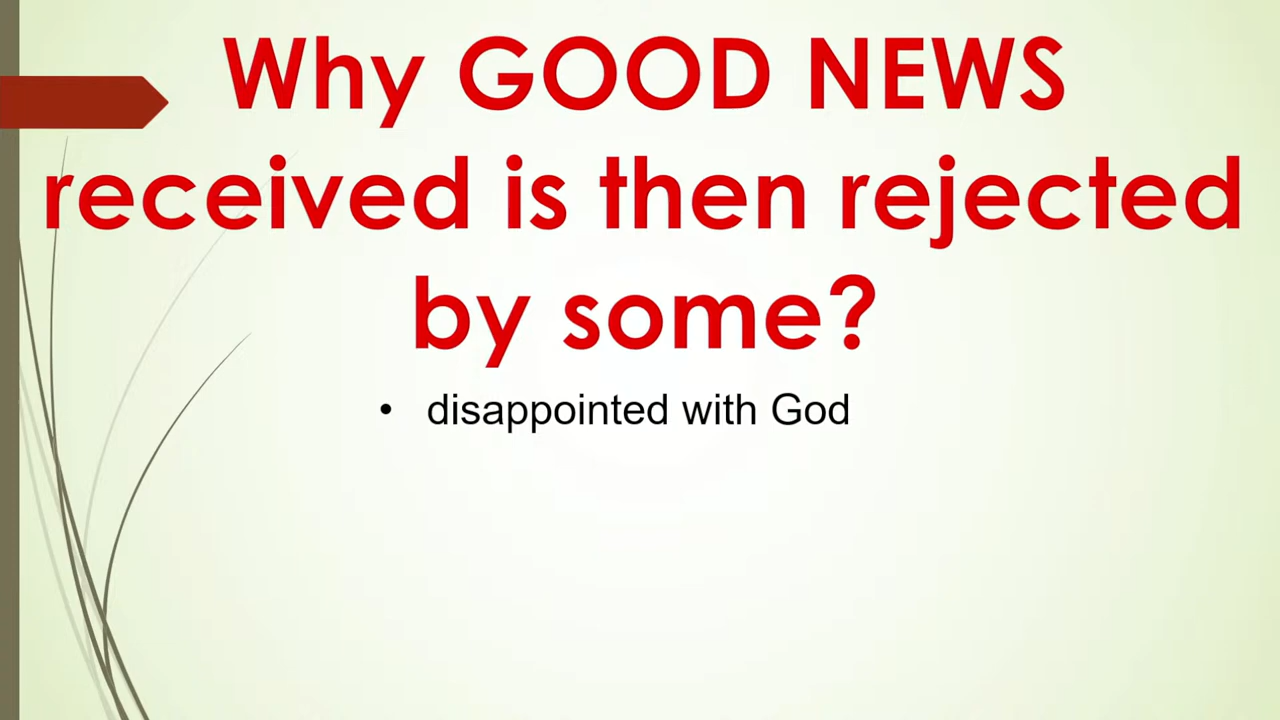 Why GOOD NEWS
received is then rejected
by some?
• disappointed with God